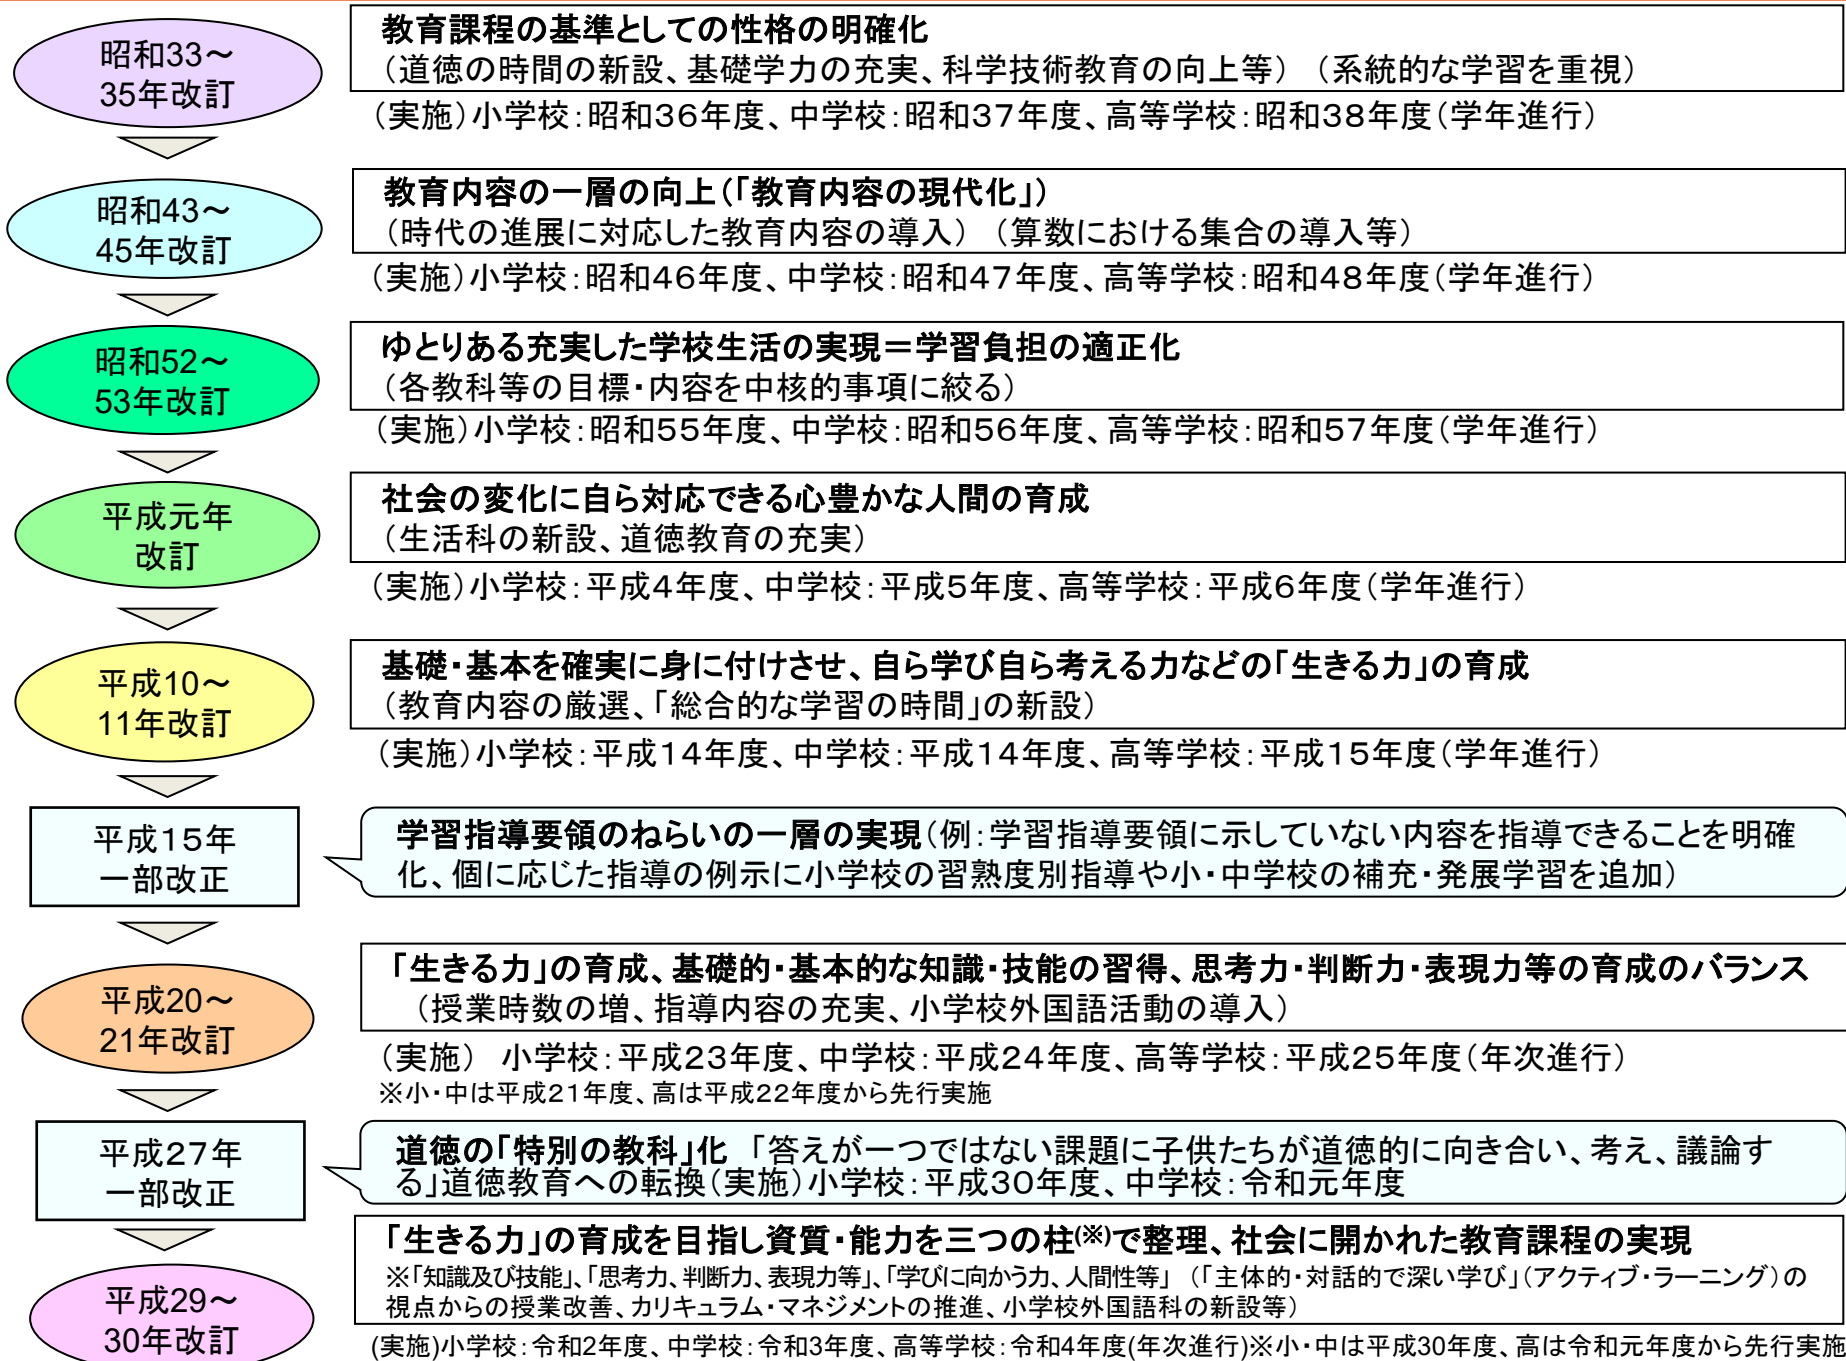 昭和33～
35年改訂
教育課程の基準としての性格の明確化
（道徳の時間の新設、基礎学力の充実、科学技術教育の向上等）　（系統的な学習を重視）
（実施）小学校：昭和36年度、中学校：昭和37年度、高等学校：昭和38年度（学年進行）
昭和43～
45年改訂
教育内容の一層の向上（「教育内容の現代化」）
（時代の進展に対応した教育内容の導入）　（算数における集合の導入等）
（実施）小学校：昭和46年度、中学校：昭和47年度、高等学校：昭和48年度（学年進行）
昭和52～
53年改訂
ゆとりある充実した学校生活の実現＝学習負担の適正化
（各教科等の目標・内容を中核的事項に絞る）
（実施）小学校：昭和55年度、中学校：昭和56年度、高等学校：昭和57年度（学年進行）
平成元年
改訂
社会の変化に自ら対応できる心豊かな人間の育成
（生活科の新設、道徳教育の充実）
（実施）小学校：平成4年度、中学校：平成5年度、高等学校：平成6年度（学年進行）
平成10～
11年改訂
基礎・基本を確実に身に付けさせ、自ら学び自ら考える力などの「生きる力」の育成
（教育内容の厳選、「総合的な学習の時間」の新設）
（実施）小学校：平成14年度、中学校：平成14年度、高等学校：平成15年度（学年進行）
平成15年
一部改正
学習指導要領のねらいの一層の実現（例：学習指導要領に示していない内容を指導できることを明確
化、個に応じた指導の例示に小学校の習熟度別指導や小・中学校の補充・発展学習を追加）
平成20～
21年改訂
「生きる力」の育成、基礎的・基本的な知識・技能の習得、思考力・判断力・表現力等の育成のバランス
（授業時数の増、指導内容の充実、小学校外国語活動の導入）
（実施）　小学校：平成23年度、中学校：平成24年度、高等学校：平成25年度（年次進行）
※小・中は平成21年度、高は平成22年度から先行実施
平成27年
一部改正
道徳の「特別の教科」化　「答えが一つではない課題に子供たちが道徳的に向き合い、考え、議論す
る」道徳教育への転換（実施）小学校：平成30年度、中学校：令和元年度
平成29～
30年改訂
「生きる力」の育成を目指し資質・能力を三つの柱(※)で整理、社会に開かれた教育課程の実現
※「知識及び技能」、「思考力、判断力、表現力等」、「学びに向かう力、人間性等」　（「主体的・対話的で深い学び」（アクティブ・ラーニング）の
視点からの授業改善、カリキュラム・マネジメントの推進、小学校外国語科の新設等）
(実施)小学校：令和2年度、中学校：令和3年度、高等学校：令和4年度(年次進行)※小・中は平成30年度、高は令和元年度から先行実施